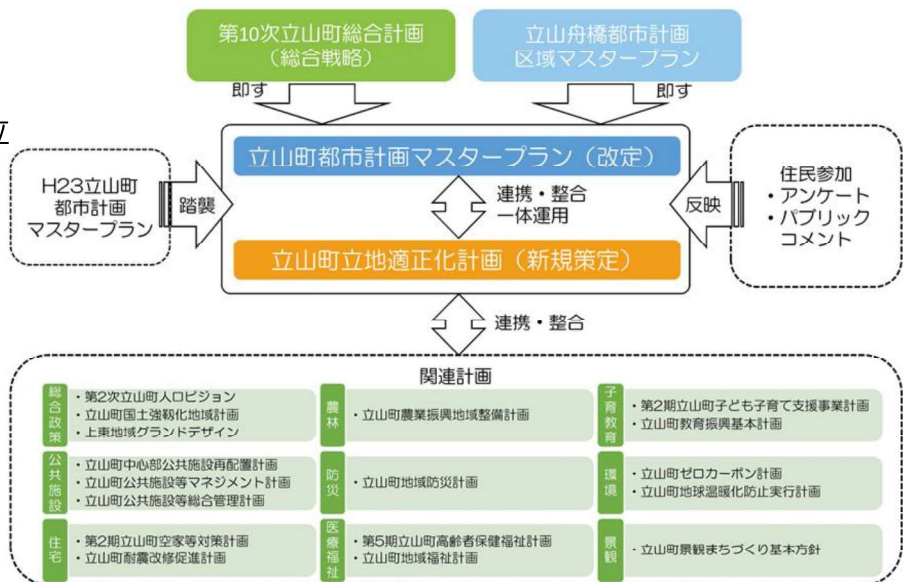 第10次立山町総合計画
（総合戦略）
立山舟橋都市計画
区域マスタープラン
即す
即す
立
H23立山町
都市計画
マスタープラン
踏襲
立山町都市計画マスタープラン（改定）
連携・整合
一体運用
立山町立地適正化計画（新規策定）
反映
住民参加
・アンケート
・パブリック
コメント
連携・整合
関連計画
総合政策
・第2次立山町人口ビジョン
・立山町国土強靱化地域計画
・上東地域グランドデザイン
農林
・立山町農業振興地域整備計画
子育教育
・第2期立山町子ども子育て支援事業計画
・立山町教育振興基本計画
公共施設
・立山町中心部公共施設再配置計画
・立山町公共施設等マネジメント計画
・立山町公共施設等総合管理計画
防災
・立山町地域防災計画
環境
・立山町ゼロカーボン計画
・立山町地球温暖化防止実行計画
住宅
・第2期立山町空家等対策計画
・立山町耐震改修促進計画
医療福祉
・第5期立山町高齢者保健福祉計画
・立山町地域福祉計画
景観
・立山町景観まちづくり基本方針